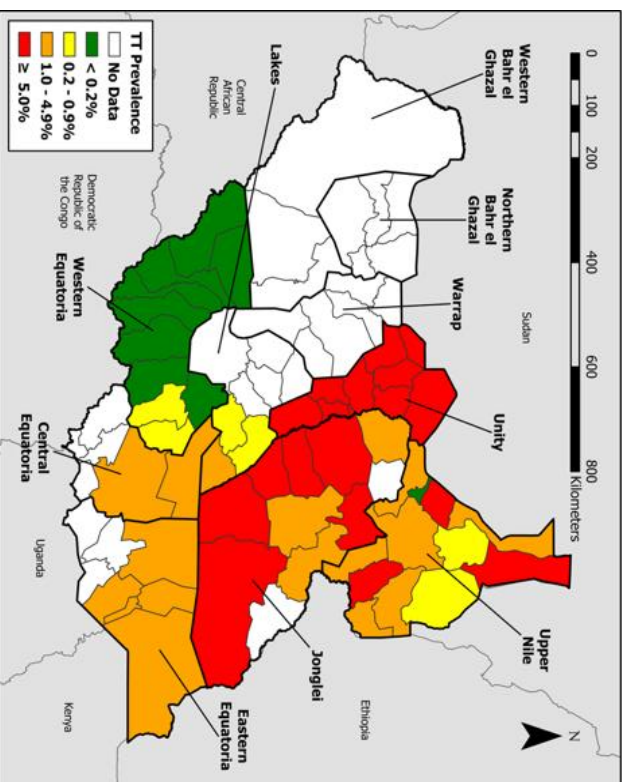 0 100 200 400 600 800
Kilometers
N
Sudan
Western
Bahr el
Ghazal
Northern
Bahr el
Ghazal
Warrap
Unity
Upper
Nile
Ethiopia
Lakes
Central
African
Republic
Jonglei
Democratic
Republic of
the Congo
Western
Equatoria
Central
Equatoria
Eastern
Equatoria
Uganda
Kenya
TT Prevalence
No Data
< 0.2%
0.2 - 0.9%
1.0 - 4.9%
≥ 5.0%